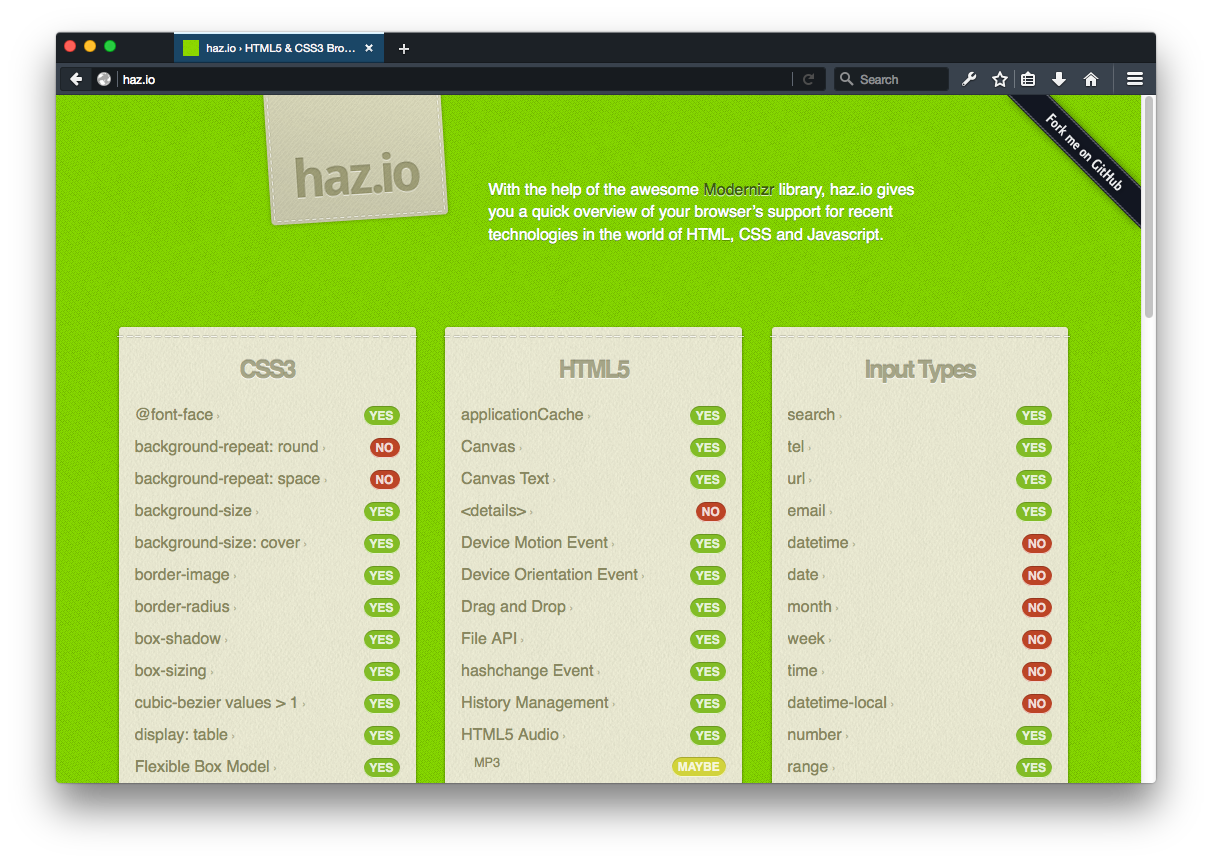 haz.io › HTML5 & CSS3 Bro...
haz.io
Search
Fork me on GitHub
haz.io
With the help of the awesome Modernizr library, haz.io gives
you a quick overview of your browser’s support for recent
technologies in the world of HTML, CSS and Javascript.
CSS3
@font-face › YES
background-repeat: round › NO
background-repeat: space › NO
background-size › YES
background-size: cover › YES
border-image › YES
border-radius › YES
box-shadow › YES
box-sizing › YES
cubic-bezier values > 1 › YES
display: table › YES
Flexible Box Model › YES
HTML5
applicationCache › YES
Canvas › YES
Canvas Text › YES
<details> › NO
Device Motion Event › YES
Device Orientation Event › YES
Drag and Drop › YES
File API › YES
hashchange Event › YES
History Management › YES
HTML5 Audio › YES
MP3 MAYBE
Input Types
search › YES
tel › YES
url › YES
email › YES
datetime › NO
date › NO
month › NO
week › NO
time › NO
datetime-local › NO
number › YES
range › YES